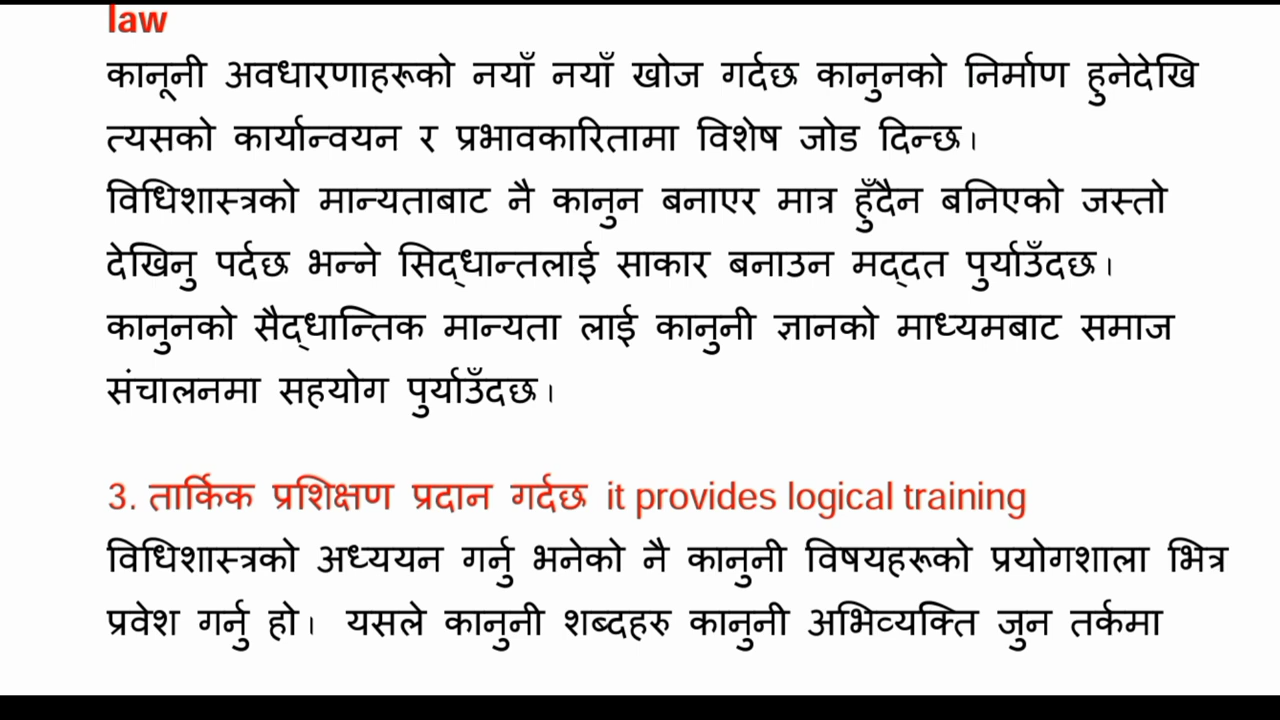 law
कानूनी अवधारणाहरूको नयाँ नयाँ खोज गर्दछ कानुनको निर्माण हुनेदेखि
त्यसको कार्यान्वयन र प्रभावकारितामा विशेष जोड दिन्छ।
विधिशास्त्रको मान्यताबाट नै कानुन बनाएर मात्र हुँदैन बनिएको जस्तो
देखिनु पर्दछ भन्ने सिद्धान्तलाई साकार बनाउन मद्दत पुर्याउँदछ।
कानुनको सैद्धान्तिक मान्यता लाई कानुनी ज्ञानको माध्यमबाट समाज
संचालनमा सहयोग पुर्याउँदछ।
3. तार्किक प्रशिक्षण प्रदान गर्दछ it provides logical training
विधिशास्त्रको अध्ययन गर्नु भनेको नै कानुनी विषयहरूको प्रयोगशाला भित्र
प्रवेश गर्नु हो। यसले कानुनी शब्दहरु कानुनी अभिव्यक्ति जुन तर्कमा